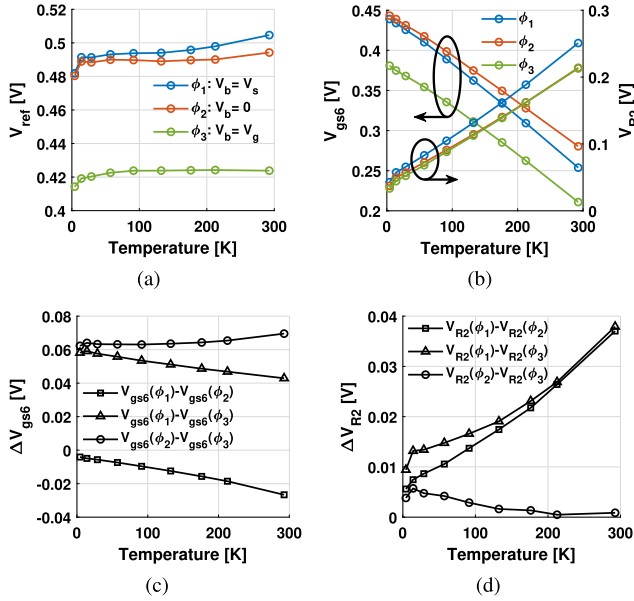 0.52
0.5
0.48
0.46
0.44
0.42
0.4
V_ref [V]
ϕ1: Vb= Vs
ϕ2: Vb= 0
ϕ3: Vb= Vg
0 100 200 300
Temperature [K]
(a)
0.45
0.4
0.35
0.3
0.25
0.2
V_gs6 [V]
ϕ1
ϕ2
ϕ3
0.3
0.2
0.1
0
V_R2 [V]
0 100 200 300
Temperature [K]
(b)
0.08
0.06
0.04
0.02
0
-0.02
-0.04
ΔV_gs6 [V]
V_gs6(ϕ1)-V_gs6(ϕ2)
V_gs6(ϕ1)-V_gs6(ϕ3)
V_gs6(ϕ2)-V_gs6(ϕ3)
0 100 200 300
Temperature [K]
(c)
0.04
0.03
0.02
0.01
0
ΔV_R2 [V]
V_R2(ϕ1)-V_R2(ϕ2)
V_R2(ϕ1)-V_R2(ϕ3)
V_R2(ϕ2)-V_R2(ϕ3)
0 100 200 300
Temperature [K]
(d)